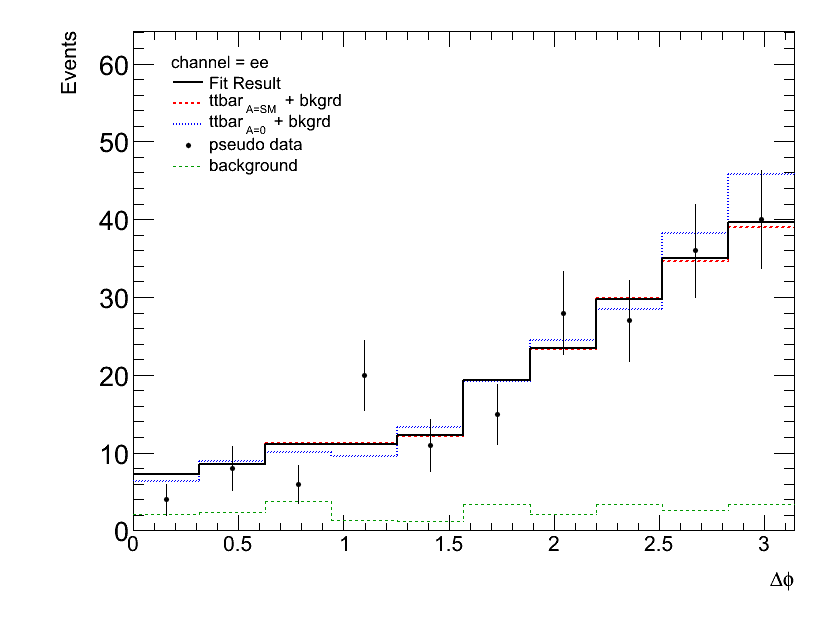 Events
channel = ee
Fit Result
ttbar A=SM + bkgrd
ttbar A=0 + bkgrd
pseudo data
background
60
50
40
30
20
10
0
0 0.5 1 1.5 2 2.5 3
Δϕ